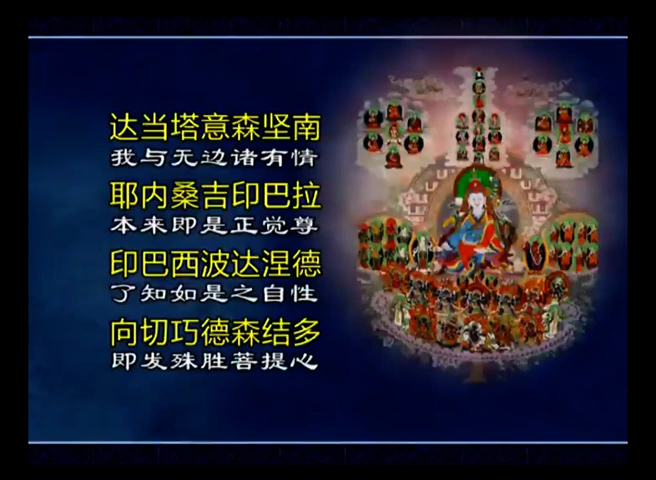 达当塔意森坚南
我与无边诸有情
耶内桑吉印巴拉
本来即是正觉尊
印巴西波达涅德
了知如是之自性
向切巧德森结多
即发殊胜菩提心